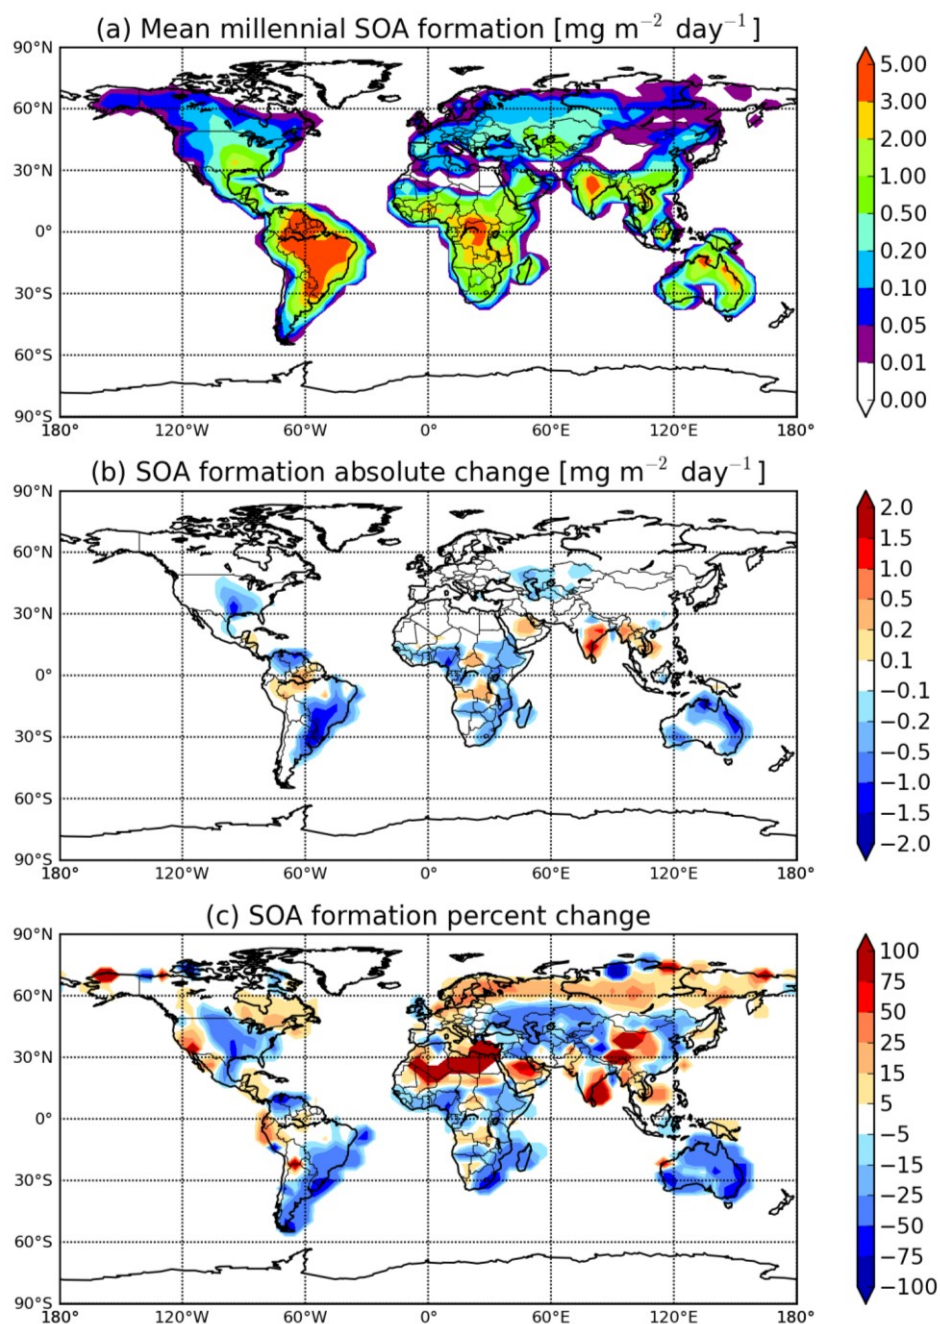 (a) Mean millennial SOA formation [mg m⁻² day⁻¹]
90°N
60°N
30°N
0°
30°S
60°S
90°S
180° 120°W 60°W 0° 60°E 120°E 180°
5.00
3.00
2.00
1.00
0.50
0.20
0.10
0.05
0.01
0.00
(b) SOA formation absolute change [mg m⁻² day⁻¹]
90°N
60°N
30°N
0°
30°S
60°S
90°S
180° 120°W 60°W 0° 60°E 120°E 180°
2.0
1.5
1.0
0.5
0.2
0.1
−0.1
−0.2
−0.5
−1.0
−1.5
−2.0
(c) SOA formation percent change
90°N
60°N
30°N
0°
30°S
60°S
90°S
180° 120°W 60°W 0° 60°E 120°E 180°
100
75
50
25
15
5
−5
−15
−25
−50
−75
−100